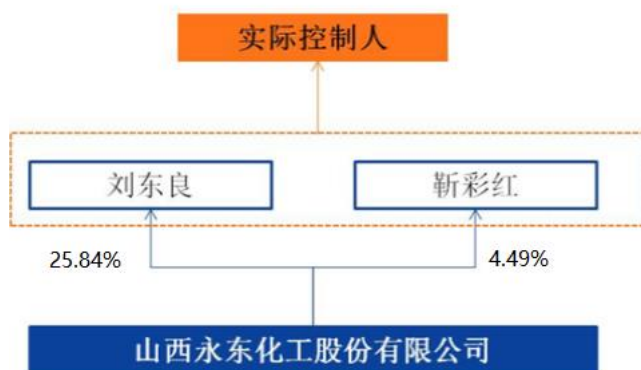 实际控制人
刘东良
靳彩红
25.84%
4.49%
山西永东化工股份有限公司